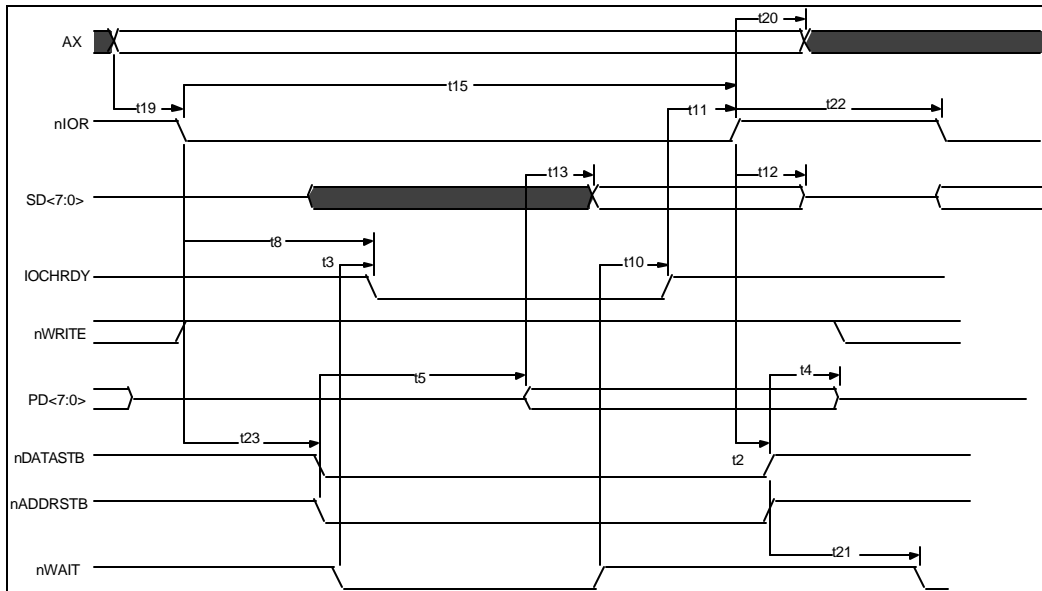 t20
AX
t15
t19
t11
t22
nIOR
t13
t12
SD<7:0>
t8
t3
t10
IOCHRDY
nWRITE
t5
t4
PD<7:0>
t23
nDATASTB
t2
nADDRSTB
t21
nWAIT